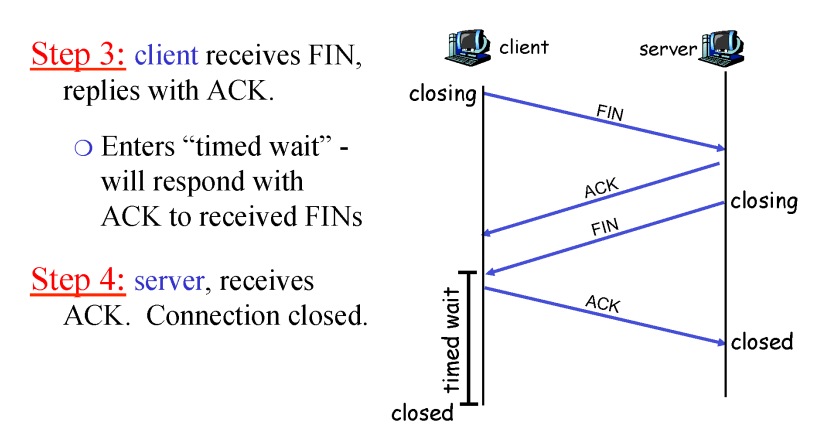 Step 3: client receives FIN,
replies with ACK.
❍ Enters “timed wait” -
will respond with
ACK to received FINs
Step 4: server, receives
ACK. Connection closed.
client
server
closing
FIN
ACK
closing
FIN
ACK
timed wait
closed
closed